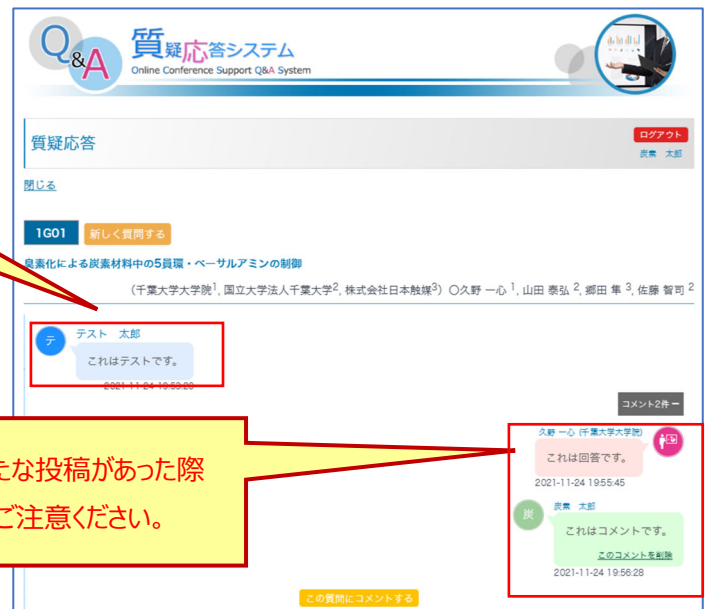 Q&A
質疑応答システム
Online Conference Support Q&A System
質疑応答
ログアウト
炭素 太郎
閉じる
1G01 新しく質問する
臭素化による炭素材料中の5員環・ベーサルアミンの制御
(千葉大学大学院1, 国立大学法人千葉大学2, 株式会社日本触媒3) 〇久野 一心 1, 山田 泰弘 2, 郷田 隼 3, 佐藤 智司 2
テ テスト 太郎
これはテストです。
コメント2件ー
久野 一心 (千葉大学大学院)
これは回答です。
2021-11-24 19:55:45
たな投稿があった際
ご注意ください。
炭 炭素 太郎
これはコメントです。
このコメントを削除
2021-11-24 19:56:28
この質問にコメントする